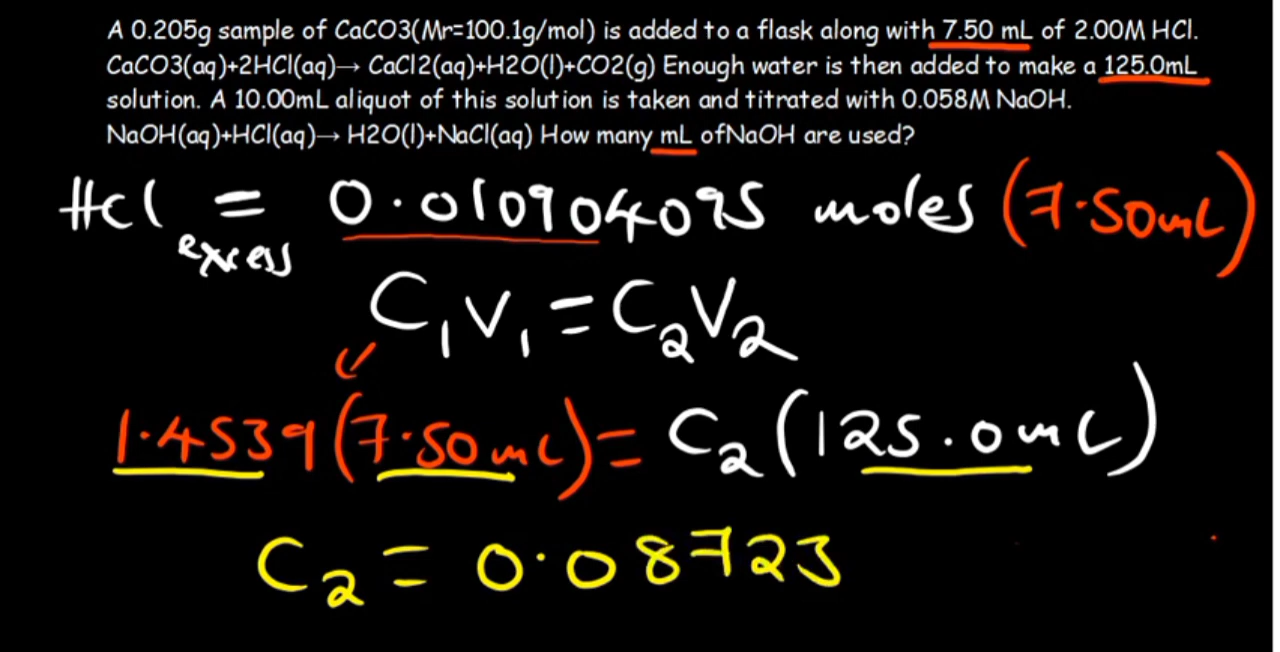 A 0.205g sample of CaCO3(Mr=100.1g/mol) is added to a flask along with 7.50 mL of 2.00M HCl.
CaCO3(aq)+2HCl(aq)→ CaCl2(aq)+H2O(l)+CO2(g) Enough water is then added to make a 125.0mL
solution. A 10.00mL aliquot of this solution is taken and titrated with 0.058M NaOH.
NaOH(aq)+HCl(aq)→ H2O(l)+NaCl(aq) How many mL ofNaOH are used?
HCl excess = 0.010904095 moles (7.50mL)
C₁V₁=C₂V₂
1.4539(7.50mL)=C₂(125.0mL)
C₂=0.08723